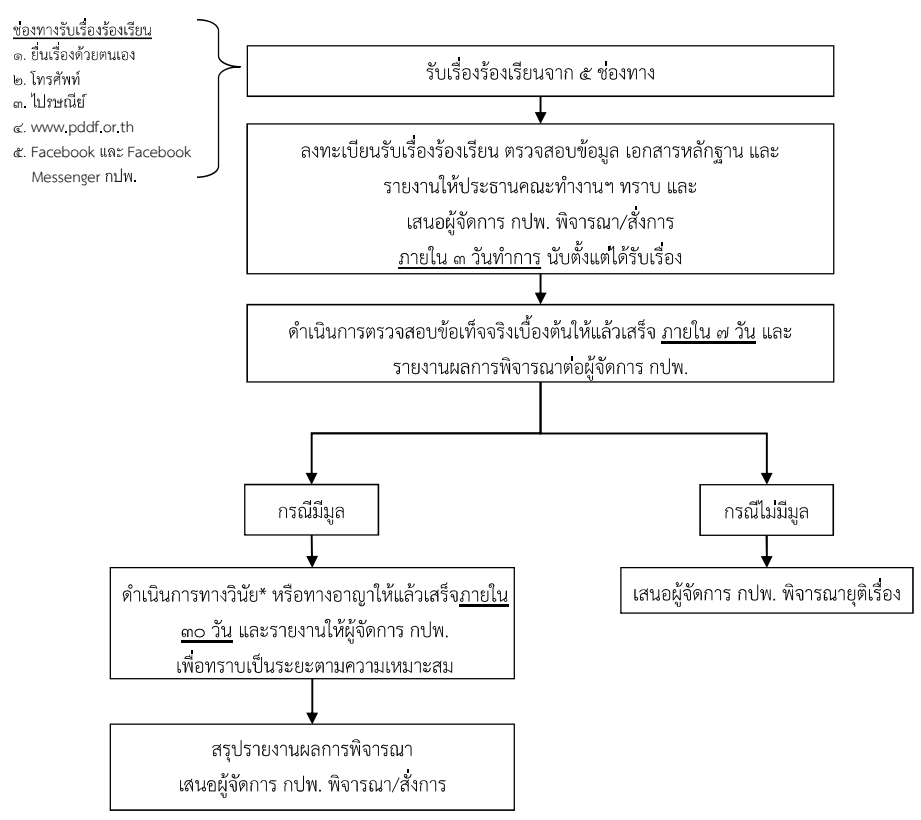 ช่องทางรับเรื่องร้องเรียน
๑. ยื่นเรื่องด้วยตนเอง
๒. โทรศัพท์
๓. ไปรษณีย์
๔. www.pddf.or.th
๕. Facebook และ Facebook
Messenger กปพ.
รับเรื่องร้องเรียนจาก ๕ ช่องทาง
ลงทะเบียนรับเรื่องร้องเรียน ตรวจสอบข้อมูล เอกสารหลักฐาน และ
รายงานให้ประธานคณะทำงานฯ ทราบ และ
เสนอผู้จัดการ กปพ. พิจารณา/สั่งการ
ภายใน ๓ วันทำการ นับตั้งแต่ได้รับเรื่อง
ดำเนินการตรวจสอบข้อเท็จจริงเบื้องต้นให้แล้วเสร็จ ภายใน ๗ วัน และ
รายงานผลการพิจารณาต่อผู้จัดการ กปพ.
กรณีมีมูล
กรณีไม่มีมูล
ดำเนินการทางวินัย* หรือทางอาญาให้แล้วเสร็จภายใน
๓๐ วัน และรายงานให้ผู้จัดการ กปพ.
เพื่อทราบเป็นระยะตามความเหมาะสม
เสนอผู้จัดการ กปพ. พิจารณายุติเรื่อง
สรุปรายงานผลการพิจารณา
เสนอผู้จัดการ กปพ. พิจารณา/สั่งการ